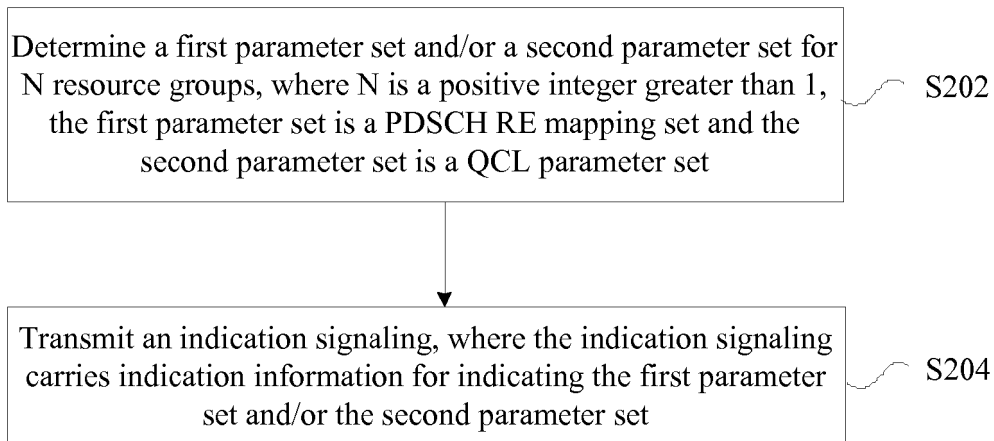 Determine a first parameter set and/or a second parameter set for
N resource groups, where N is a positive integer greater than 1,
the first parameter set is a PDSCH RE mapping set and the
second parameter set is a QCL parameter set
S202
Transmit an indication signaling, where the indication signaling
carries indication information for indicating the first parameter
set and/or the second parameter set
S204